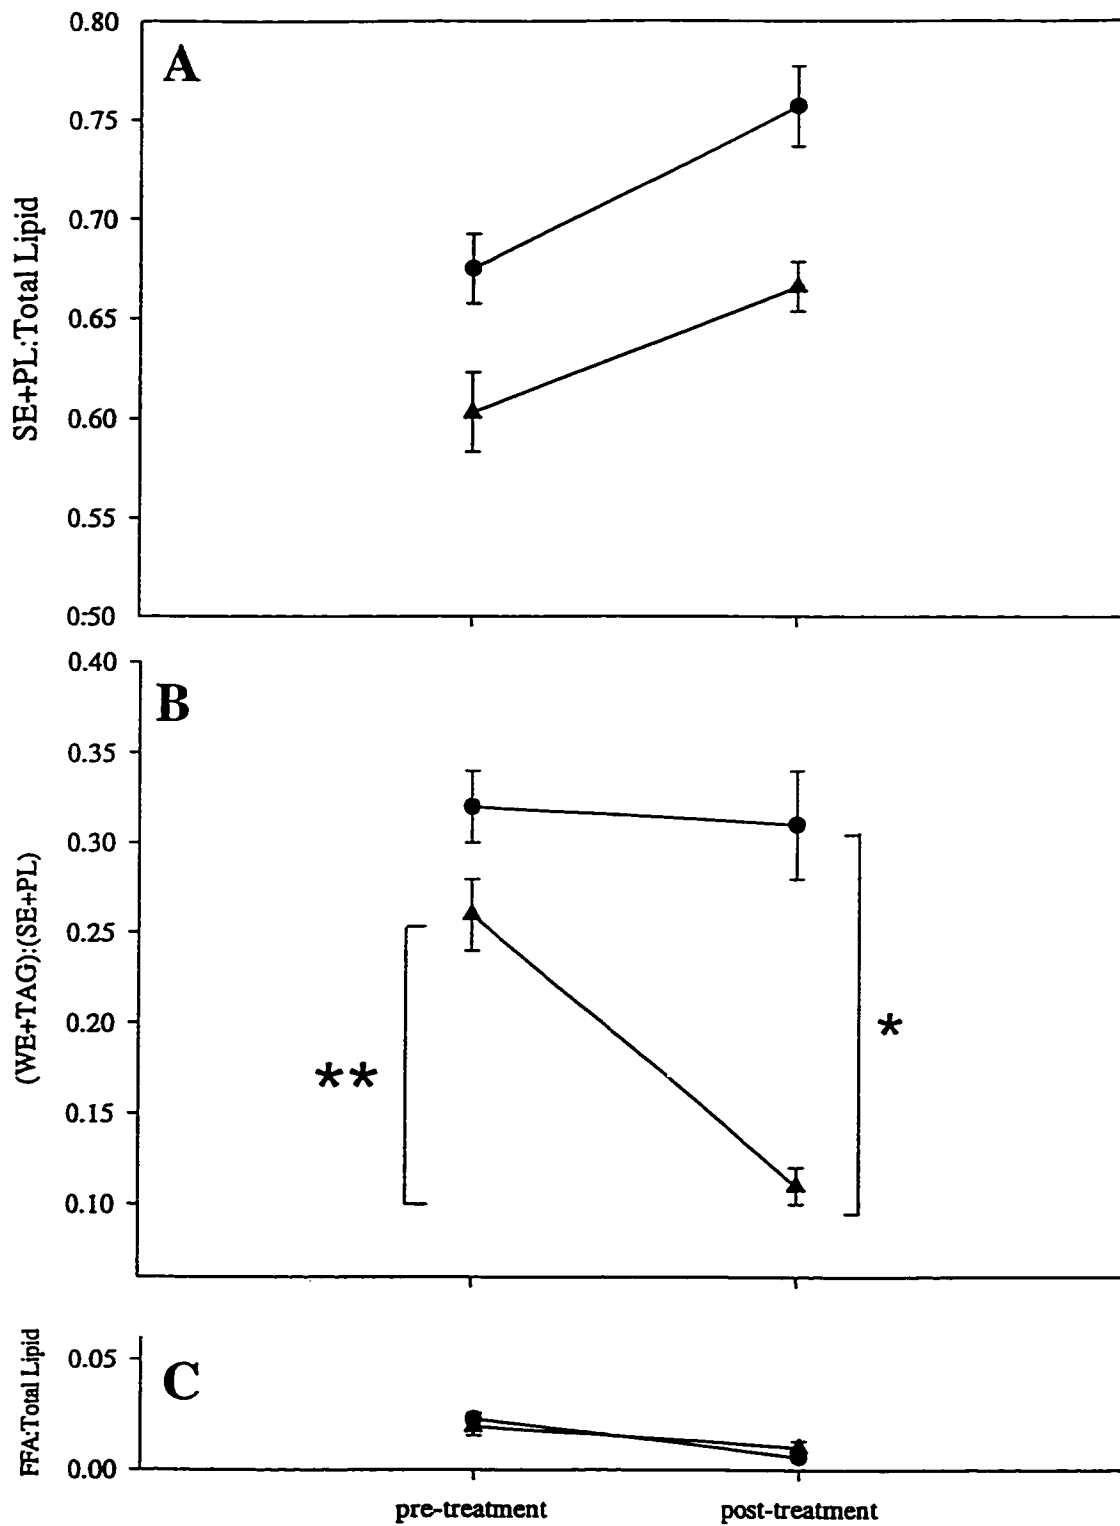 A
0.80
0.75
0.70
0.65
0.60
0.55
0.50
SE+PL:Total Lipid
B
0.40
0.35
0.30
0.25
0.20
0.15
0.10
(WE+TAG):(SE+PL)
**
*
C
0.05
0.00
FFA:Total Lipid
pre-treatment
post-treatment